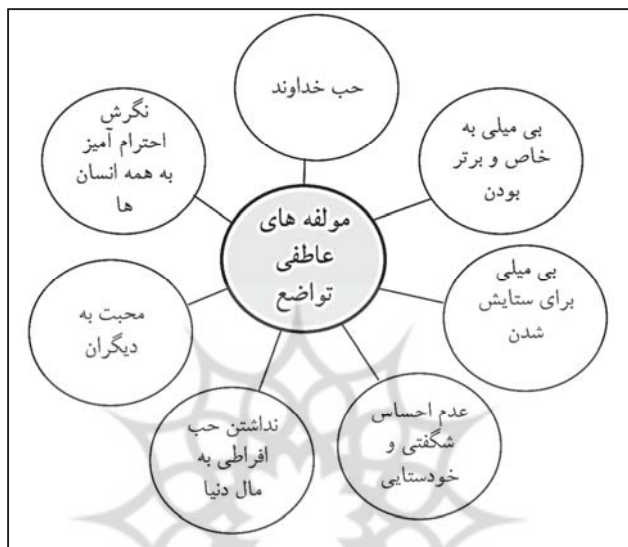 حب خداوند
بی میلی به
خاص و برتر
بودن
بی میلی
برای ستایش
شدن
عدم احساس
شگفتی و
خودستایی
نداشتن حب
افراطی به
مال دنیا
محبت به
دیگران
نگرش
احترام آمیز
به همه انسان
ها
مولفه های
عاطفی
تواضع